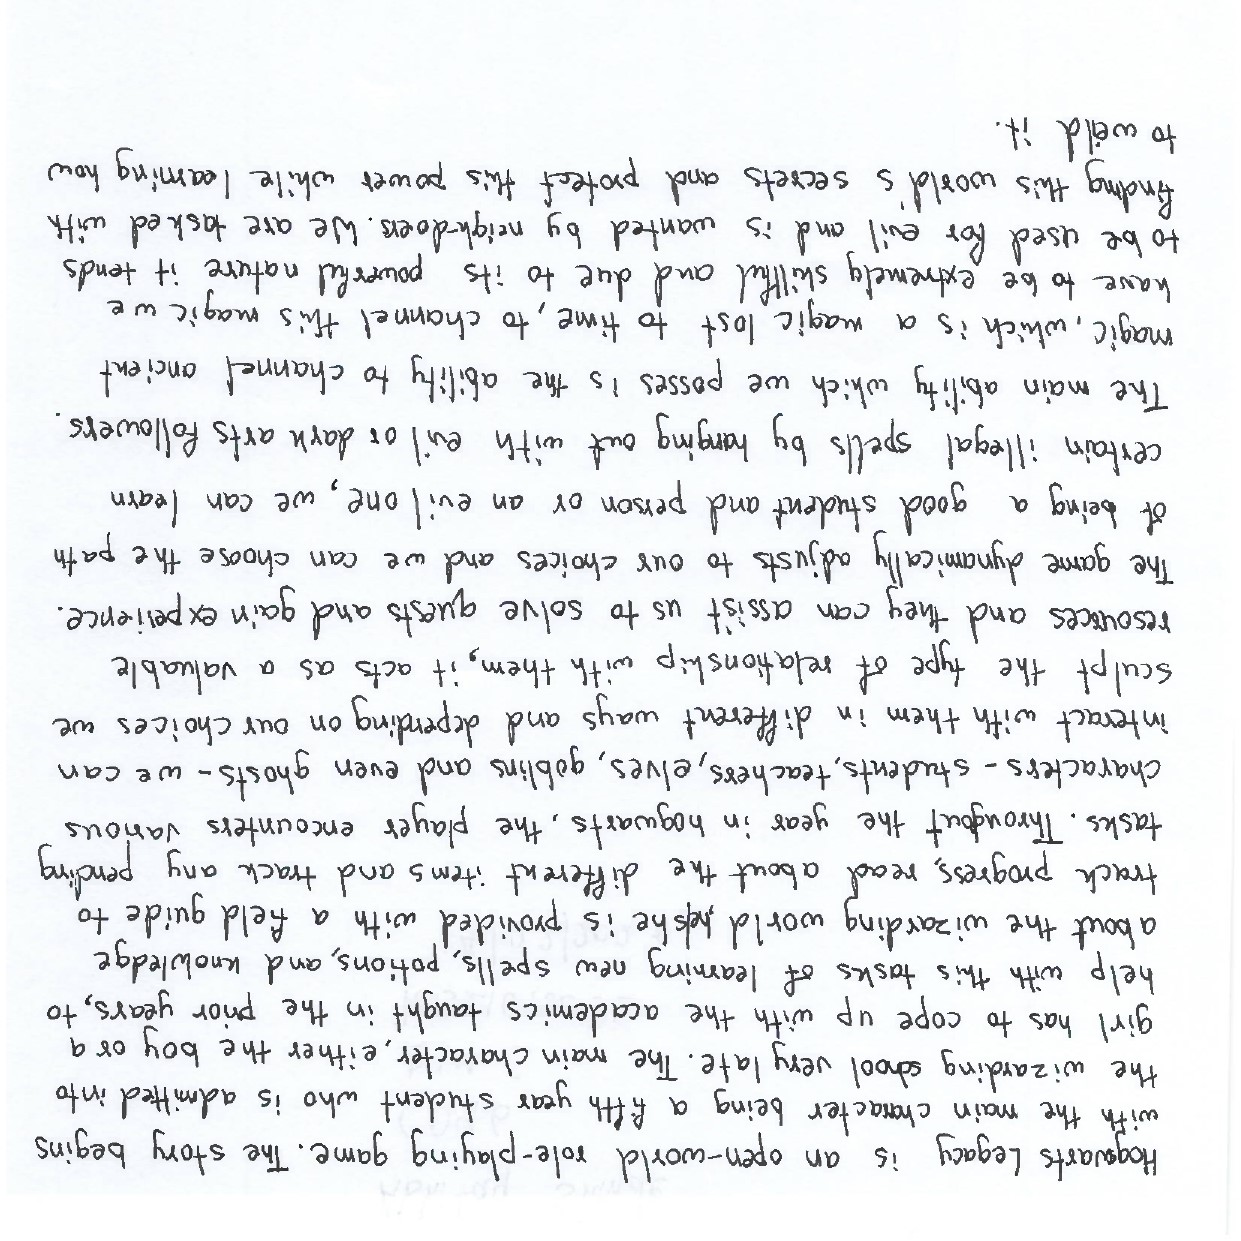 Hogwarts Legacy is an open-world role-playing game. The story begins
with the main character being a fifth year student who is admitted into
the wizarding school very late. The main character, either the boy or a
girl has to cope up with the academics taught in the prior years, to
help with this tasks of learning new spells, potions, and knowledge
about the wizarding world he/she is provided with a field guide to
track progress, read about the different items and track any pending
tasks. Througout the year in hogwarts, the player encounters various
characters - students, teachers, elves, goblins and even ghosts - we can
interact with them in different ways and depending on our choices we
sculpt the type of relationship with them, it acts as a valuable
resources and they can assist us to solve quests and gain experience.
The game dynamically adjusts to our choices and we can choose the path
of being a good student and person or an evil one, we can learn
certain illegal spells by hanging out with evil or dark arts followers.
The main ability which we posses is the ability to channel ancient
magic, which is a magic lost to time, to channel this magic we
have to be extremely skillful and due to its powerful nature it tends
to be used for evil and is wanted by neigh-doers. We are tasked with
finding this world's secrets and protect this power while learning how
to weild it.